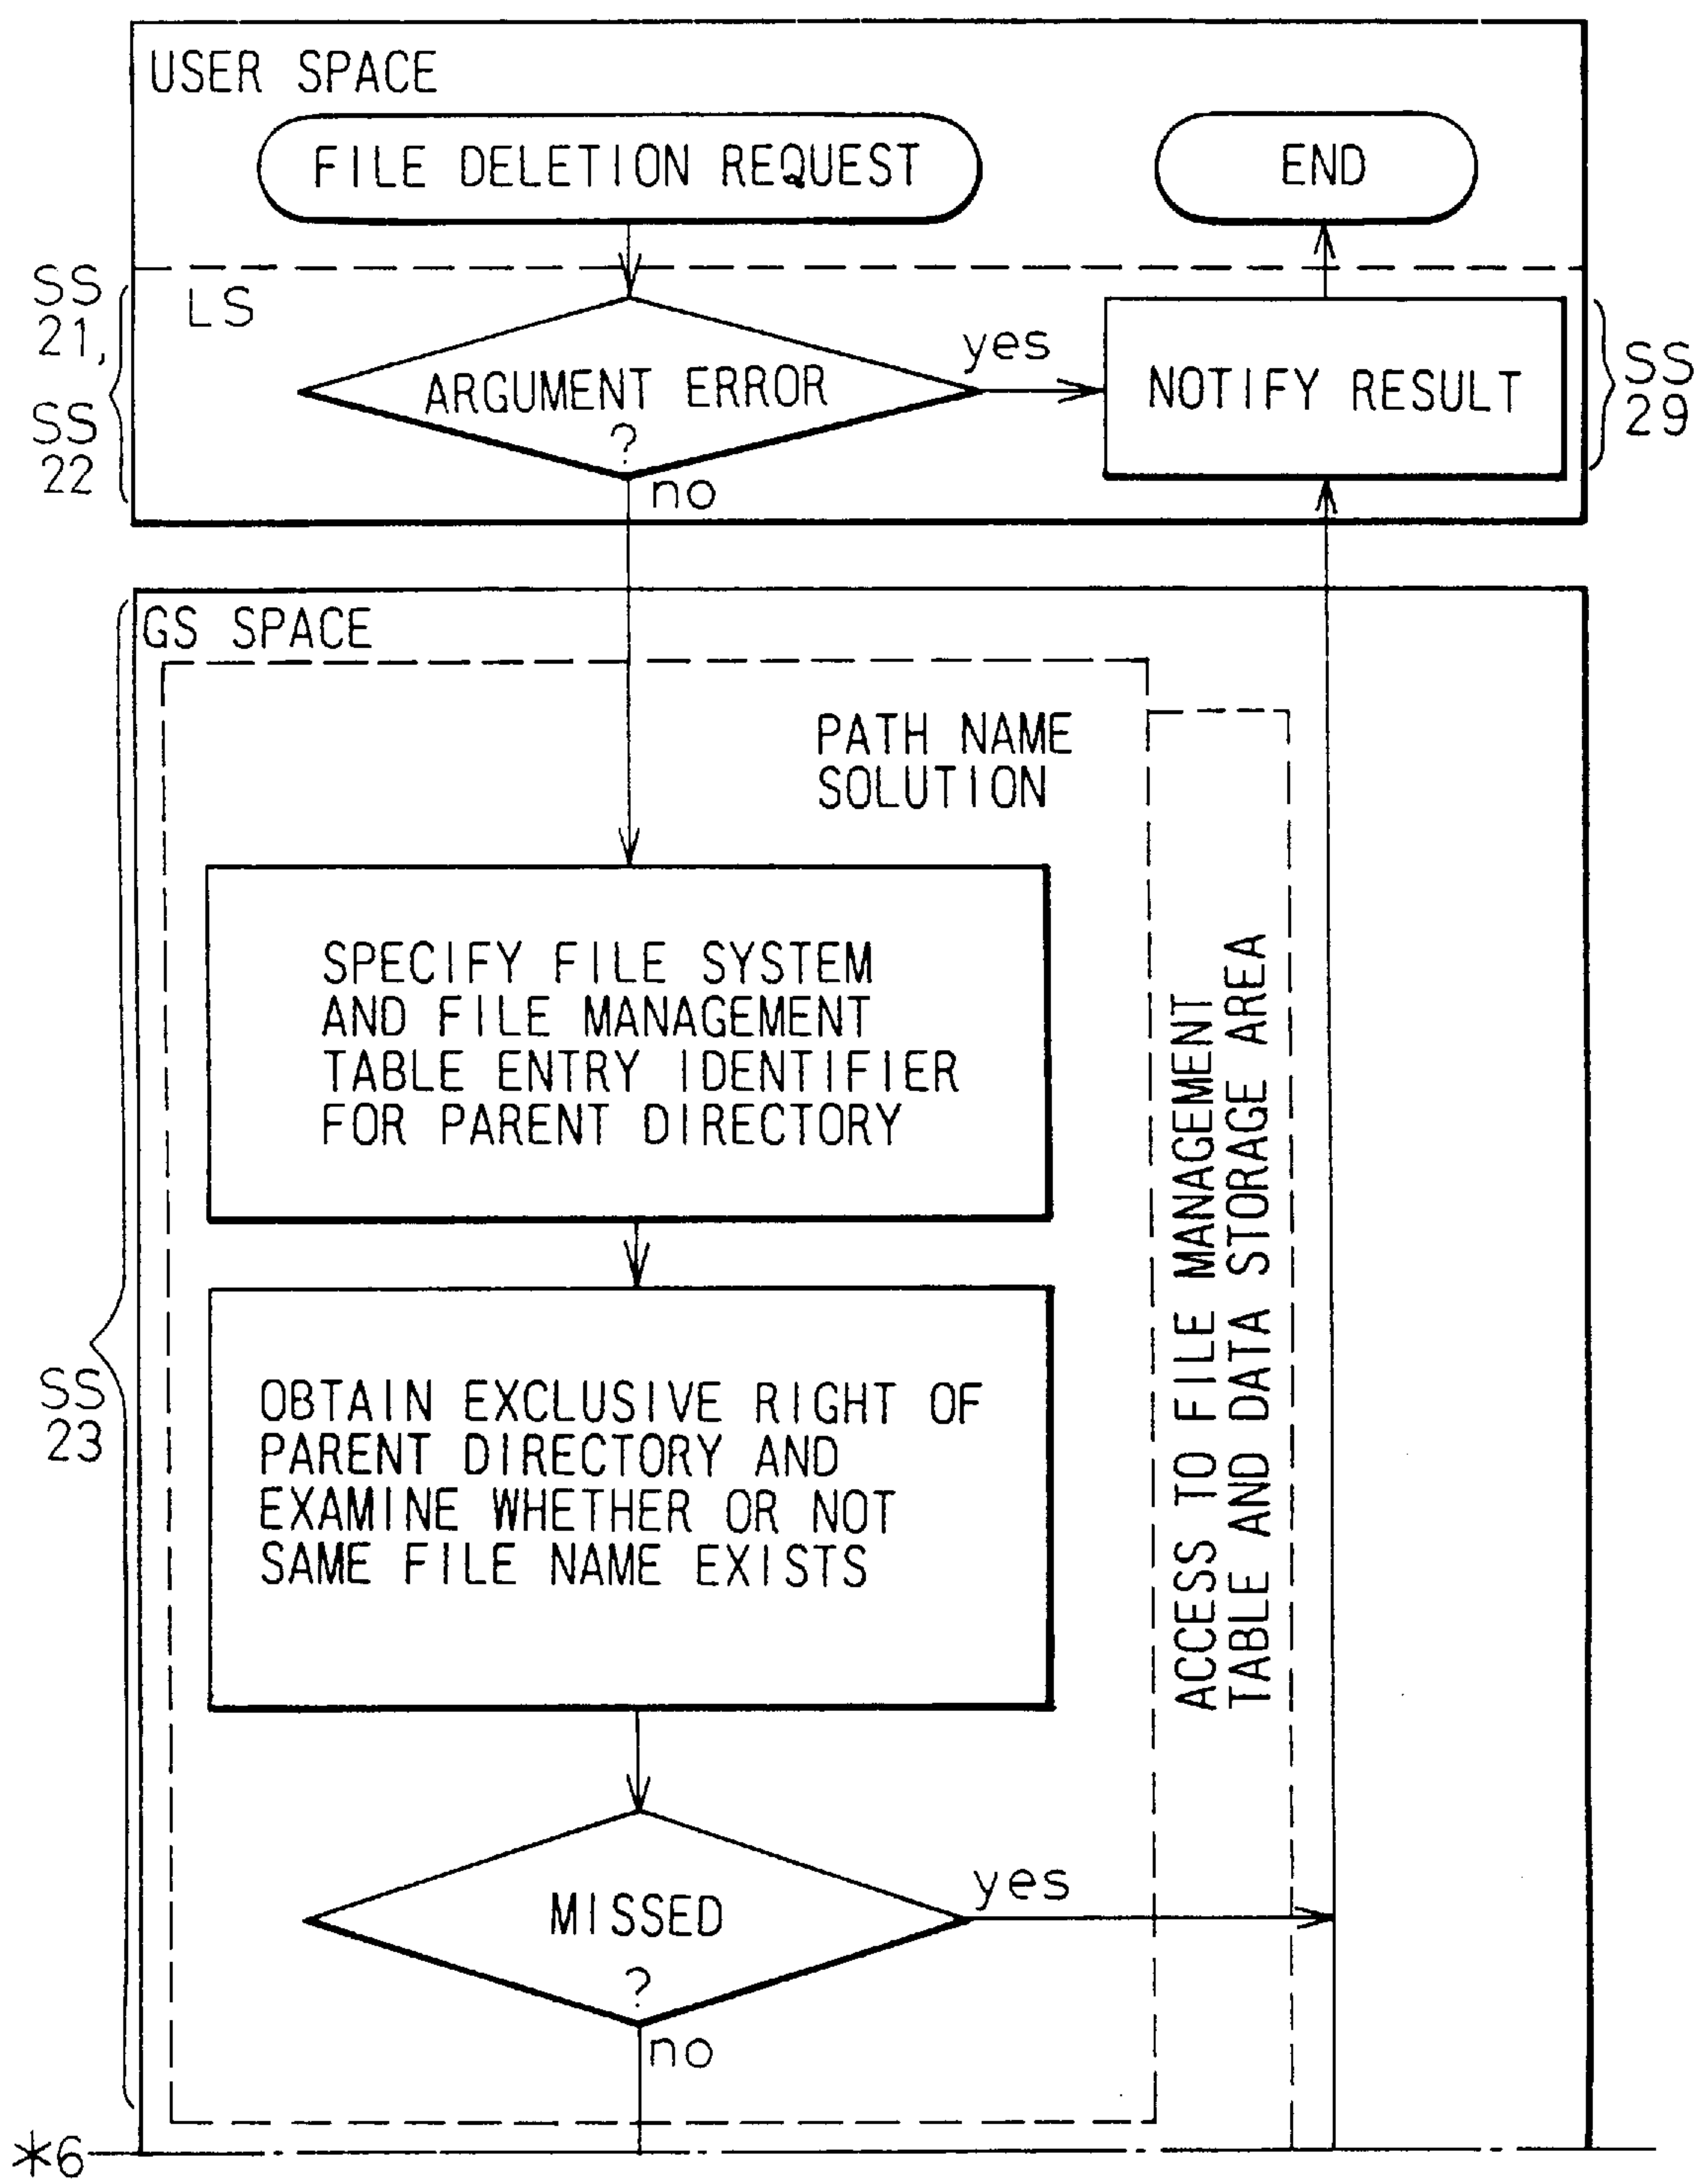 USER SPACE
FILE DELETION REQUEST
END
SS
21,
SS
22
LS
ARGUMENT ERROR
?
yes
no
NOTIFY RESULT
SS
29
GS SPACE
PATH NAME
SOLUTION
SPECIFY FILE SYSTEM
AND FILE MANAGEMENT
TABLE ENTRY IDENTIFIER
FOR PARENT DIRECTORY
SS
23
OBTAIN EXCLUSIVE RIGHT OF
PARENT DIRECTORY AND
EXAMINE WHETHER OR NOT
SAME FILE NAME EXISTS
ACCESS TO FILE MANAGEMENT
TABLE AND DATA STORAGE AREA
MISSED
?
yes
no
*6